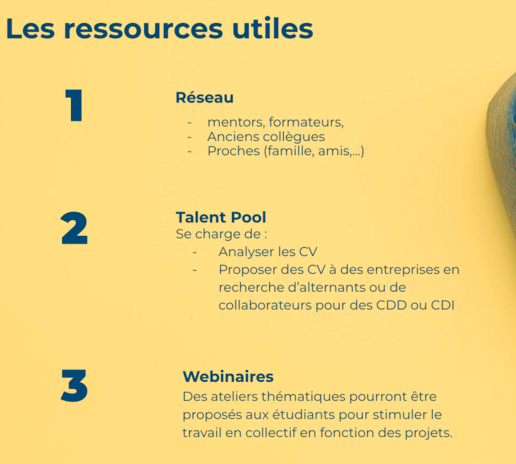 Les ressources utiles
1
Réseau
- mentors, formateurs,
- Anciens collègues
- Proches (famille, amis,...)
2
Talent Pool
Se charge de :
- Analyser les CV
- Proposer des CV à des entreprises en
recherche d'alternants ou de
collaborateurs pour des CDD ou CDI
3
Webinaires
Des ateliers thématiques pourront être
proposés aux étudiants pour stimuler le
travail en collectif en fonction des projets.